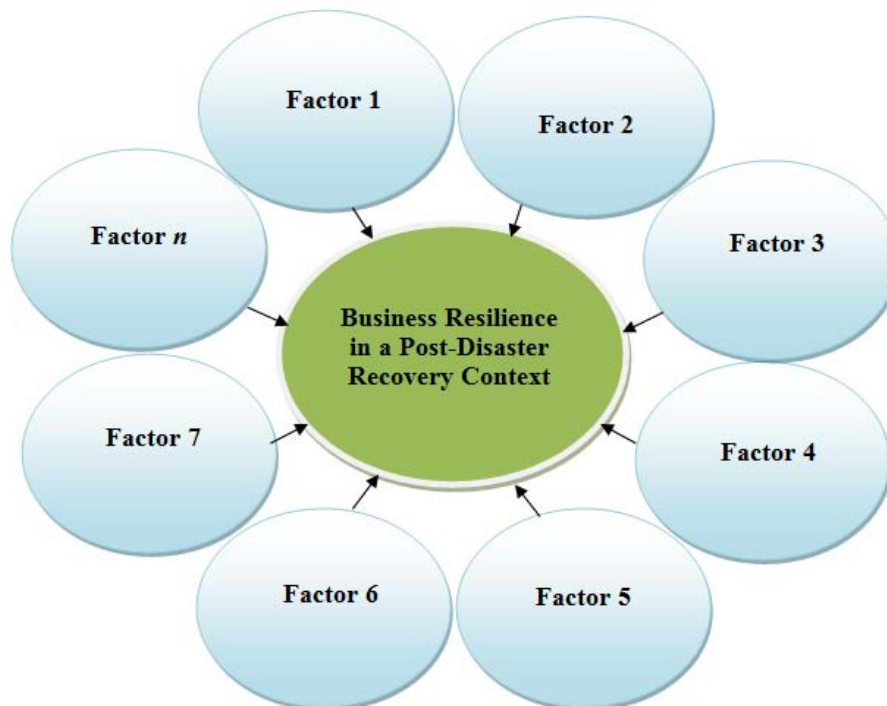 Factor 1
Factor 2
Factor n
Factor 3
Business Resilience
in a Post-Disaster
Recovery Context
Factor 7
Factor 4
Factor 6
Factor 5